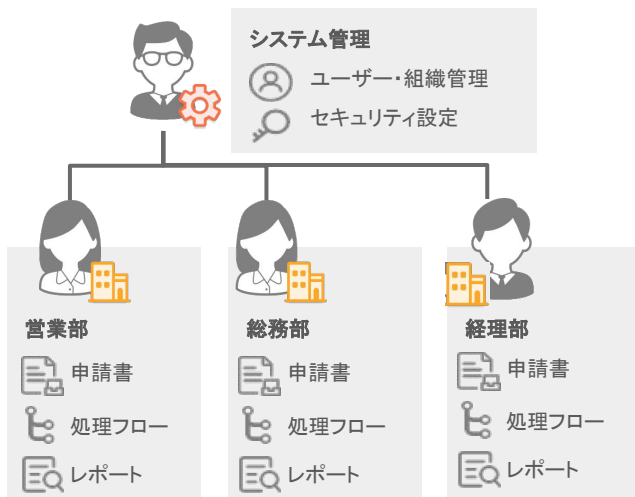 システム管理
ユーザー・組織管理
セキュリティ設定
営業部
申請書
処理フロー
レポート
総務部
申請書
処理フロー
レポート
経理部
申請書
処理フロー
レポート